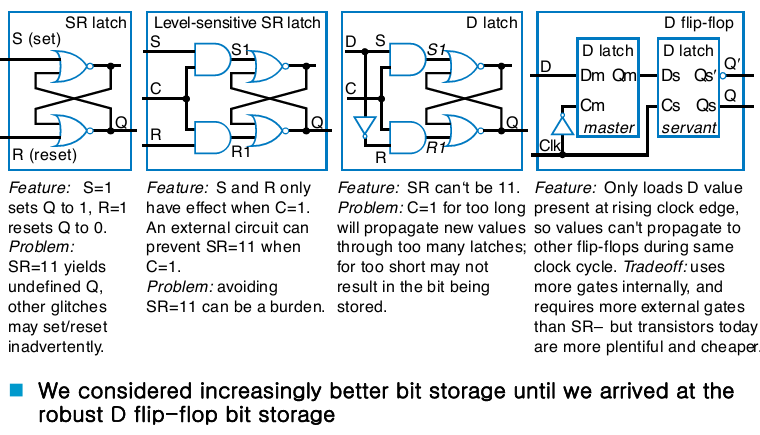 SR latch
S (set)
Q
R (reset)
Feature: S=1
sets Q to 1, R=1
resets Q to 0.
Problem:
SR=11 yields
undefined Q,
other glitches
may set/reset
inadvertently.
Level-sensitive SR latch
S
S1
C
Q
R
R1
Feature: S and R only
have effect when C=1.
An external circuit can
prevent SR=11 when
C=1.
Problem: avoiding
SR=11 can be a burden.
D latch
D
S
S1
C
Q
R
R1
Feature: SR can't be 11.
Problem: C=1 for too long
will propagate new values
through too many latches;
for too short may not
result in the bit being
stored.
D flip-flop
D latch
D latch
D
Dm Qm
Ds Qs'
Q'
Cm
Cs Qs
Q
master
servant
Clk
Feature: Only loads D value
present at rising clock edge,
so values can't propagate to
other flip-flops during same
clock cycle. Tradeoff: uses
more gates internally, and
requires more external gates
than SR– but transistors today
are more plentiful and cheaper.
We considered increasingly better bit storage until we arrived at the
robust D flip-flop bit storage